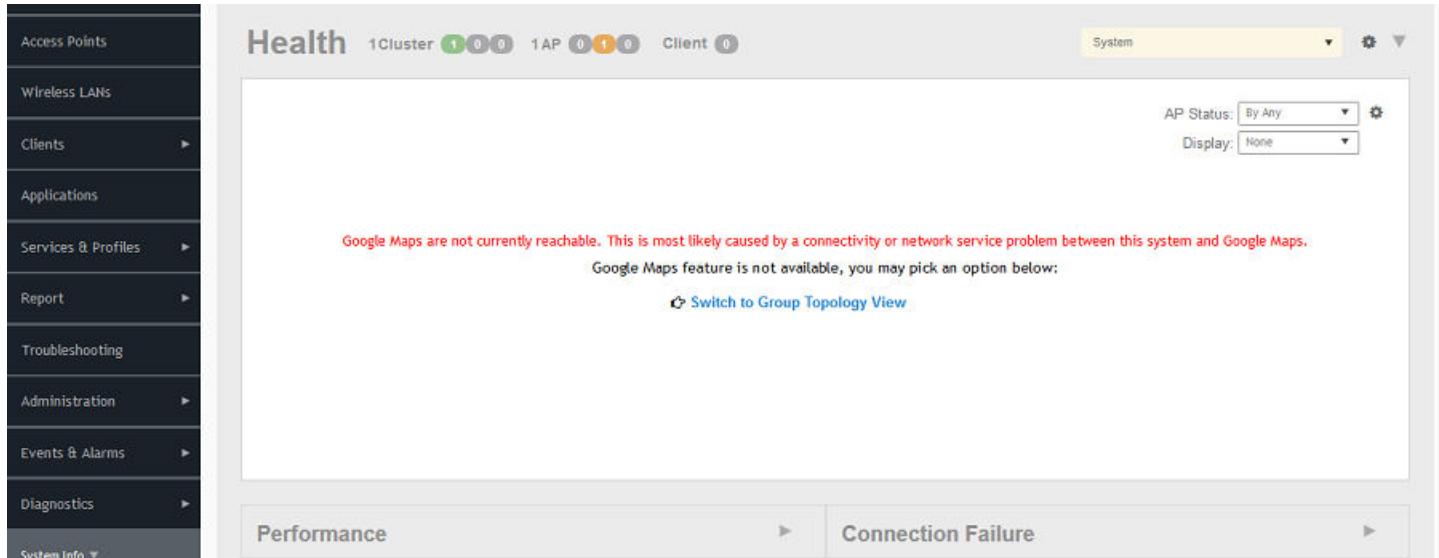 Access Points
Wireless LANs
Clients
Applications
Services & Profiles
Report
Troubleshooting
Administration
Events & Alarms
Diagnostics
System Info
Health 1Cluster 1 0 0 1 AP 0 1 0 Client 0
System
AP Status: By Any
Display: None
Google Maps are not currently reachable. This is most likely caused by a connectivity or network service problem between this system and Google Maps.
Google Maps feature is not available, you may pick an option below:
Switch to Group Topology View
Performance
Connection Failure